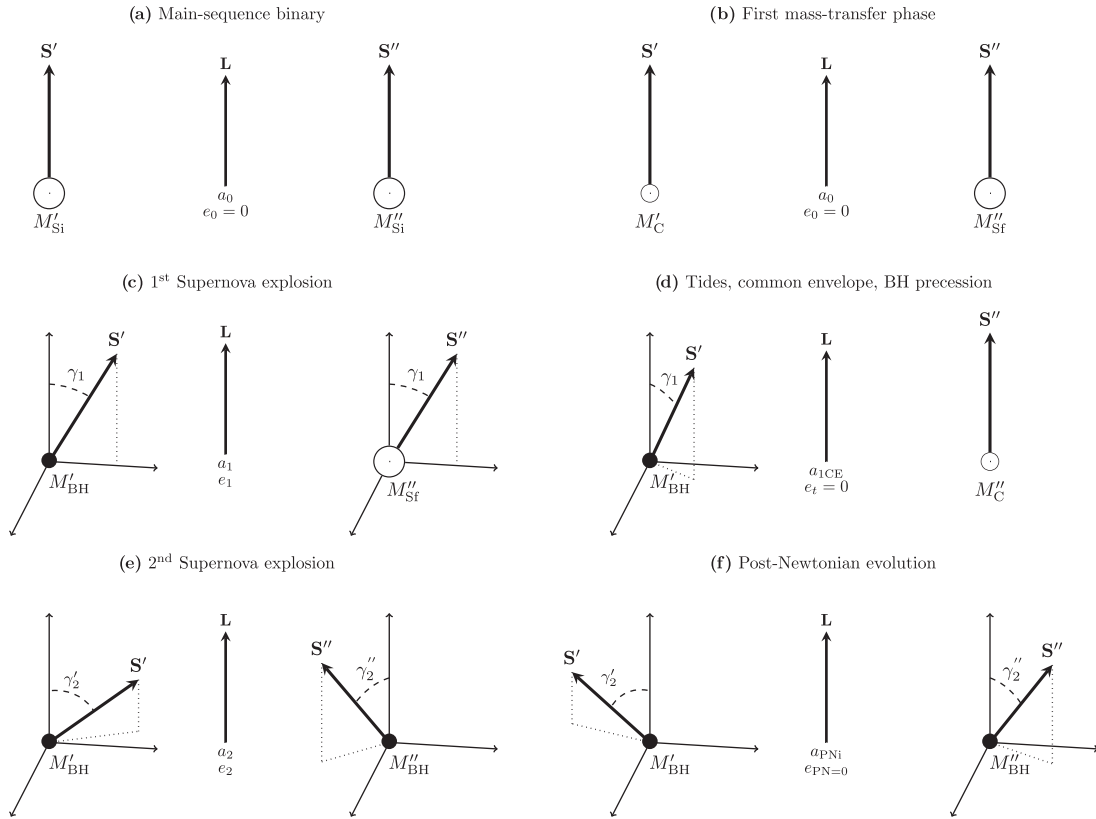 (a) Main-sequence binary
S′ L S″
a₀
e₀ = 0
M′Si M″Si
(b) First mass-transfer phase
S′ L S″
a₀
e₀ = 0
M′C M″Sf
(c) 1st Supernova explosion
S′ L S″
γ₁ γ₁
a₁
e₁
M′BH M″Sf
(d) Tides, common envelope, BH precession
S′ L S″
γ₁
a1CE
eₜ = 0
M′BH M″C
(e) 2nd Supernova explosion
S′ L S″
γ′₂ γ″₂
a₂
e₂
M′BH M″BH
(f) Post-Newtonian evolution
S′ L S″
γ′₂ γ″₂
aPNi
ePN=0
M′BH M″BH